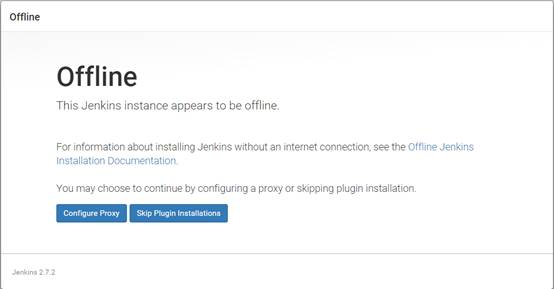 Offline
Offline
This Jenkins instance appears to be offline.
For information about installing Jenkins without an internet connection, see the Offline Jenkins
Installation Documentation.
You may choose to continue by configuring a proxy or skipping plugin installation.
Configure Proxy Skip Plugin Installations
Jenkins 2.7.2